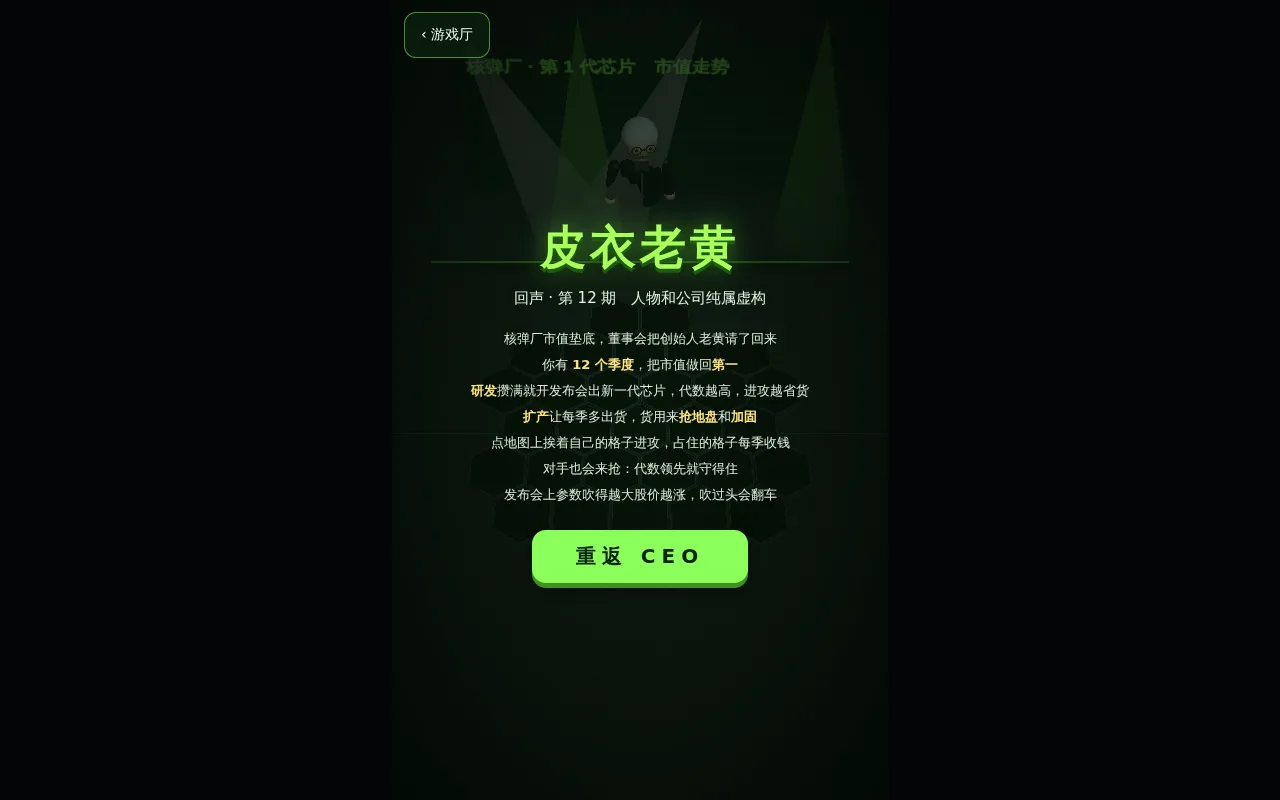 ‹ 游戏厅
核弹厂 · 第 1 代芯片 市值走势
皮衣老黄
回声 · 第 12 期 人物和公司纯属虚构
核弹厂市值垫底，董事会把创始人老黄请了回来
你有 12 个季度，把市值做回第一
研发攒满就开发布会出新一代芯片，代数越高，进攻越省货
扩产让每季多出货，货用来抢地盘和加固
点地图上挨着自己的格子进攻，占住的格子每季收钱
对手也会来抢：代数领先就守得住
发布会上参数吹得越大股价越涨，吹过头会翻车
重返 CEO